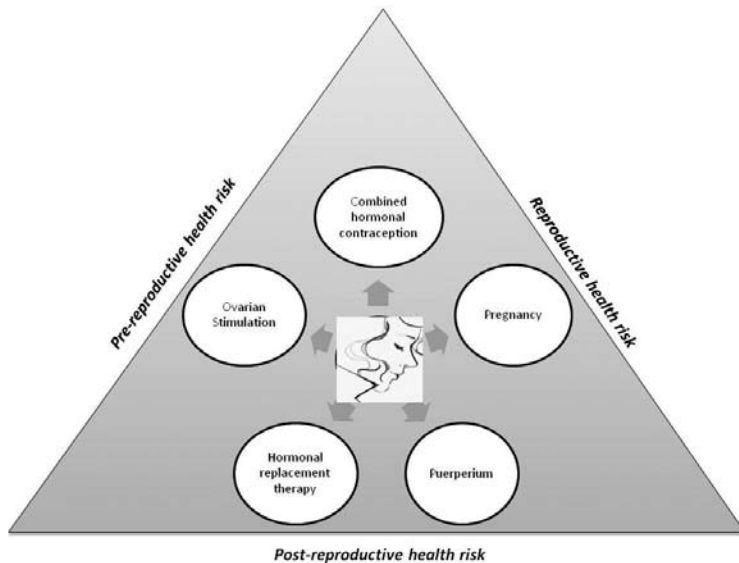 Combined
hormonal
contraception
Pre-reproductive health risk
Reproductive health risk
Ovarian
Stimulation
Pregnancy
Hormonal
replacement
therapy
Puerperium
Post-reproductive health risk